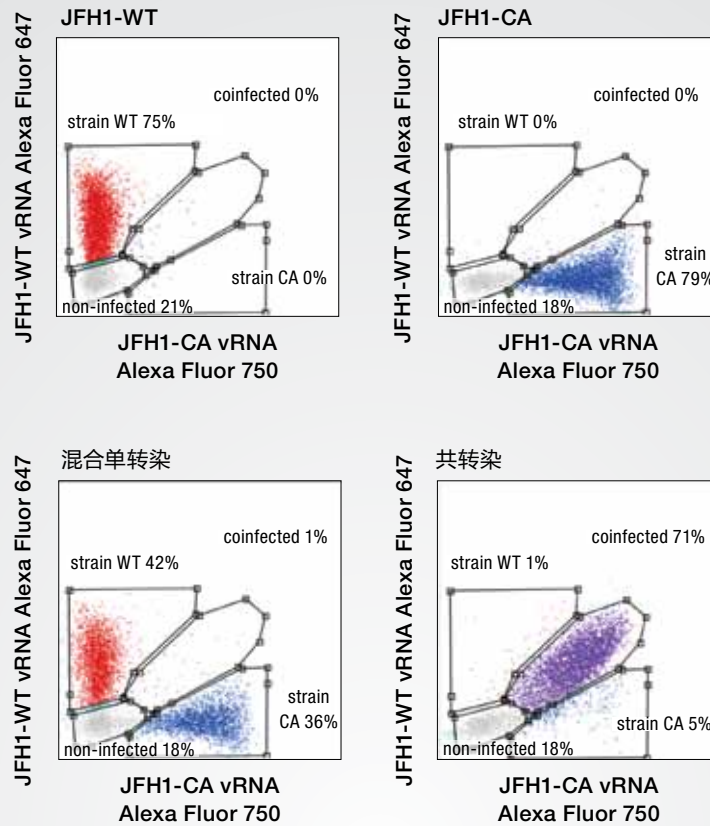 JFH1-WT
JFH1-WT vRNA Alexa Fluor 647
coinfected 0%
strain WT 75%
strain CA 0%
non-infected 21%
JFH1-CA vRNA
Alexa Fluor 750
JFH1-CA
JFH1-WT vRNA Alexa Fluor 647
coinfected 0%
strain WT 0%
strain
CA 79%
non-infected 18%
JFH1-CA vRNA
Alexa Fluor 750
混合单转染
JFH1-WT vRNA Alexa Fluor 647
coinfected 1%
strain WT 42%
strain
CA 36%
non-infected 18%
JFH1-CA vRNA
Alexa Fluor 750
共转染
JFH1-WT vRNA Alexa Fluor 647
coinfected 71%
strain WT 1%
strain CA 5%
non-infected 18%
JFH1-CA vRNA
Alexa Fluor 750